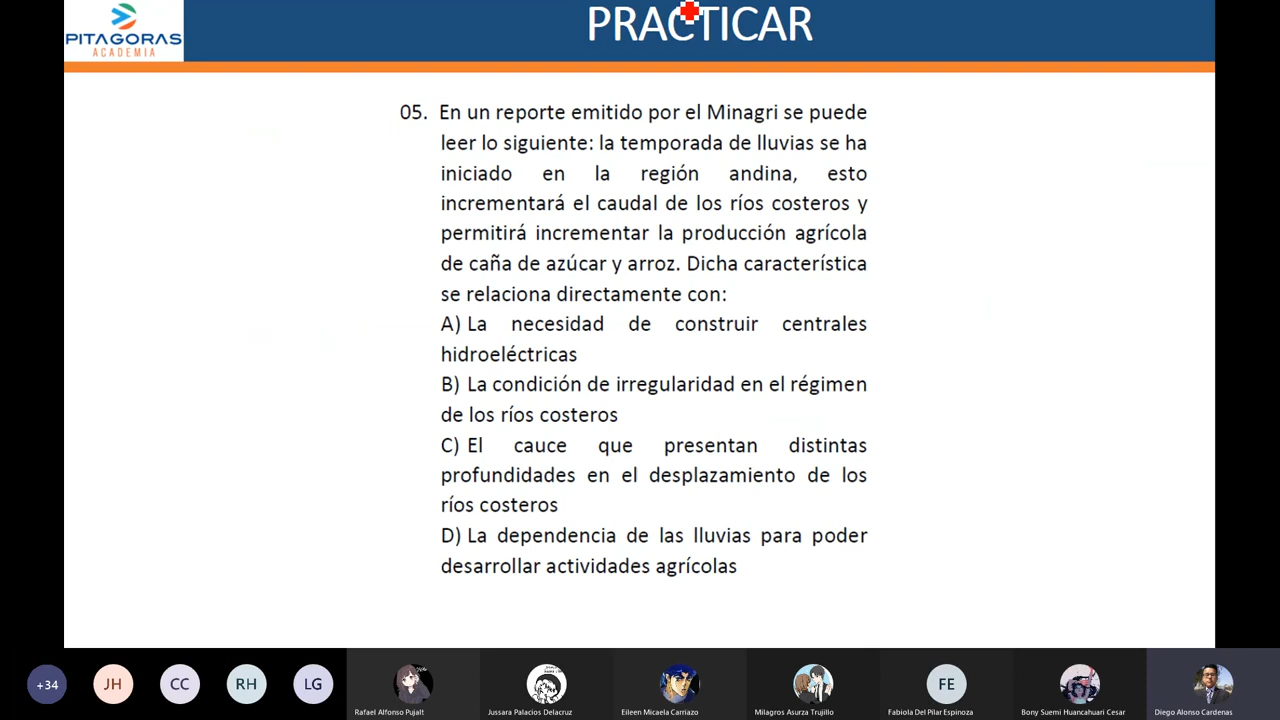 PITAGORAS
ACADEMIA
PRACTICAR
05. En un reporte emitido por el Minagri se puede
leer lo siguiente: la temporada de lluvias se ha
iniciado en la región andina, esto
incrementará el caudal de los ríos costeros y
permitirá incrementar la producción agrícola
de caña de azúcar y arroz. Dicha característica
se relaciona directamente con:
A) La necesidad de construir centrales
hidroeléctricas
B) La condición de irregularidad en el régimen
de los ríos costeros
C) El cauce que presentan distintas
profundidades en el desplazamiento de los
ríos costeros
D) La dependencia de las lluvias para poder
desarrollar actividades agrícolas
+34 JH CC RH LG FE
Rafael Alfonso Pujalt Jussara Palacios Delacruz Eileen Micaela Carriazo Milagros Asurza Trujillo Fabiola Del Pilar Espinoza Bony Suemi Huancahuari Cesar Diego Alonso Cardenas